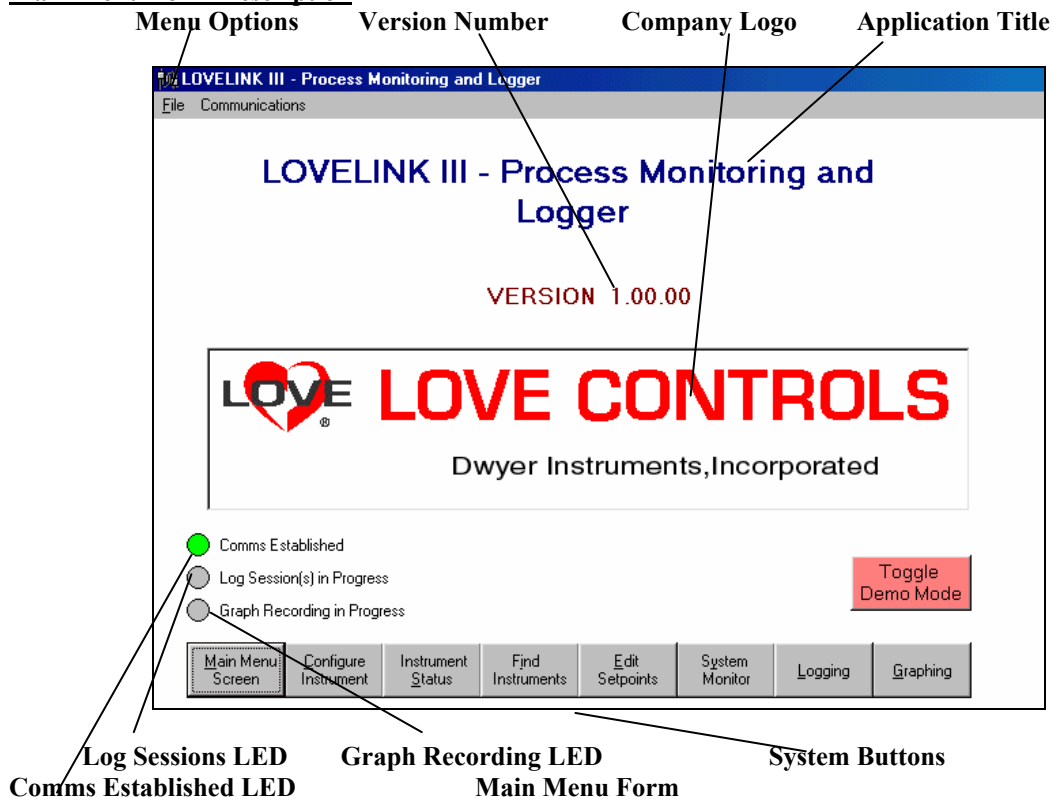 Menu Options Version Number Company Logo Application Title
LOVELINK III - Process Monitoring and Logger
File Communications
LOVELINK III - Process Monitoring and
Logger
VERSION 1.00.00
LOVE ® LOVE CONTROLS
Dwyer Instruments,Incorporated
Comms Established
Log Session(s) in Progress
Graph Recording in Progress
Toggle
Demo Mode
Main Menu
Screen
Configure
Instrument
Instrument
Status
Find
Instruments
Edit
Setpoints
System
Monitor
Logging
Graphing
Log Sessions LED Graph Recording LED System Buttons
Comms Established LED Main Menu Form